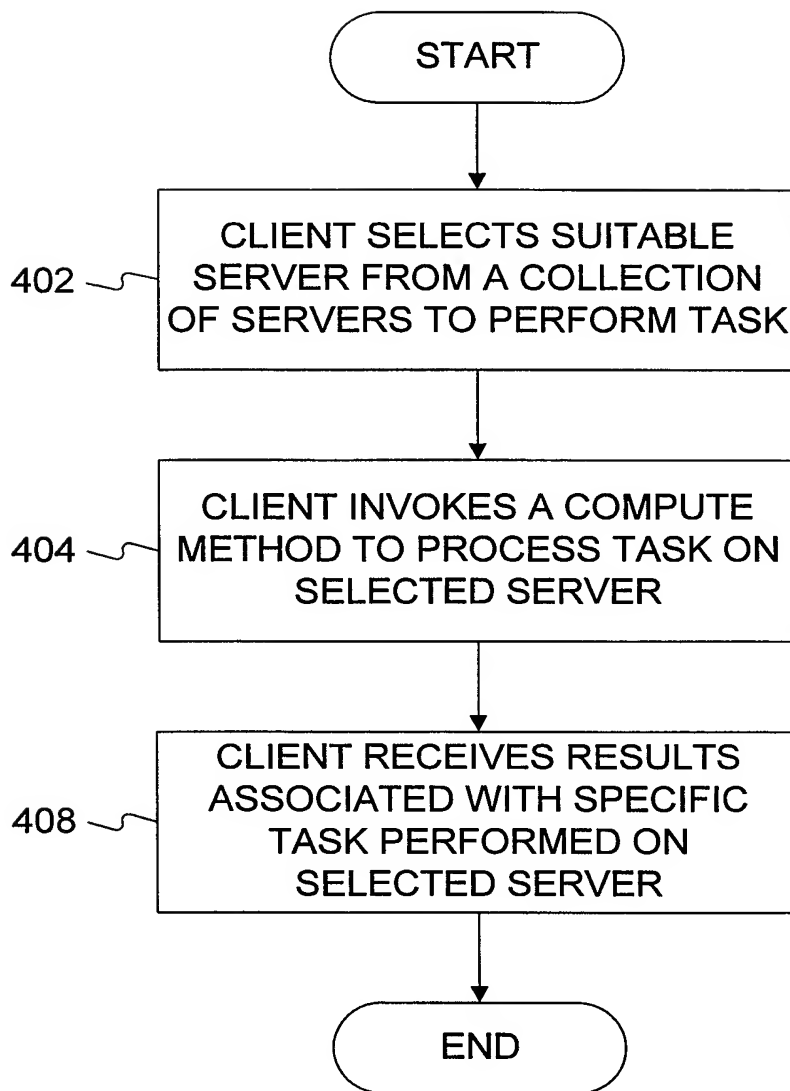 START
CLIENT SELECTS SUITABLE
SERVER FROM A COLLECTION
OF SERVERS TO PERFORM TASK
402
CLIENT INVOKES A COMPUTE
METHOD TO PROCESS TASK ON
SELECTED SERVER
404
CLIENT RECEIVES RESULTS
ASSOCIATED WITH SPECIFIC
TASK PERFORMED ON
SELECTED SERVER
408
END